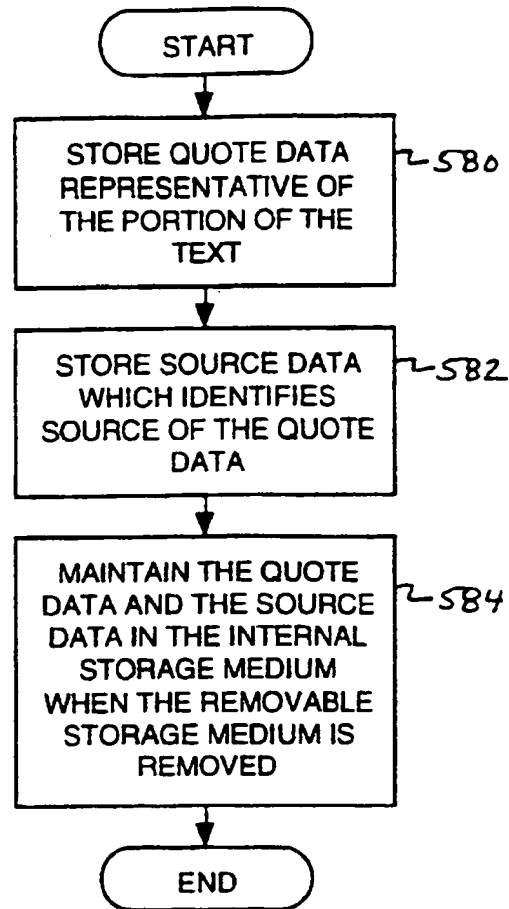 START
STORE QUOTE DATA
REPRESENTATIVE OF
THE PORTION OF THE
TEXT
580
STORE SOURCE DATA
WHICH IDENTIFIES
SOURCE OF THE QUOTE
DATA
582
MAINTAIN THE QUOTE
DATA AND THE SOURCE
DATA IN THE INTERNAL
STORAGE MEDIUM
WHEN THE REMOVABLE
STORAGE MEDIUM IS
REMOVED
584
END